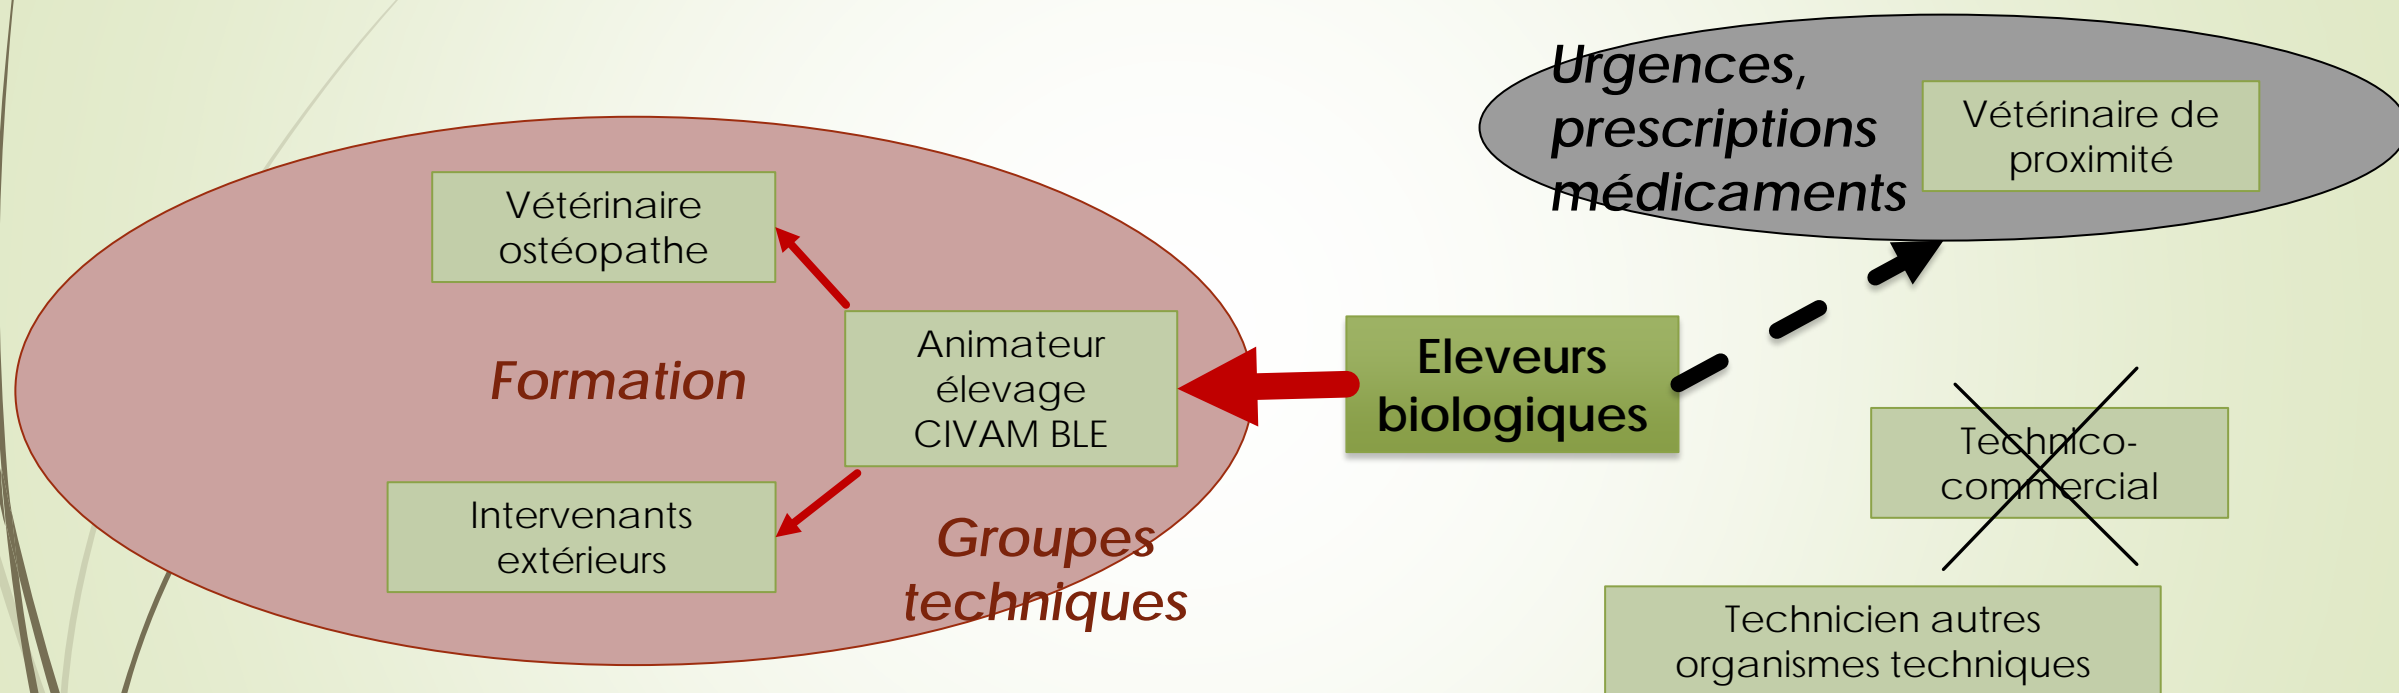 Urgences,
prescriptions
médicaments
Vétérinaire de
proximité
Vétérinaire
ostéopathe
Formation
Animateur
élevage
CIVAM BLE
Eleveurs
biologiques
Intervenants
extérieurs
Groupes
techniques
Technico-
commercial
Technicien autres
organismes techniques